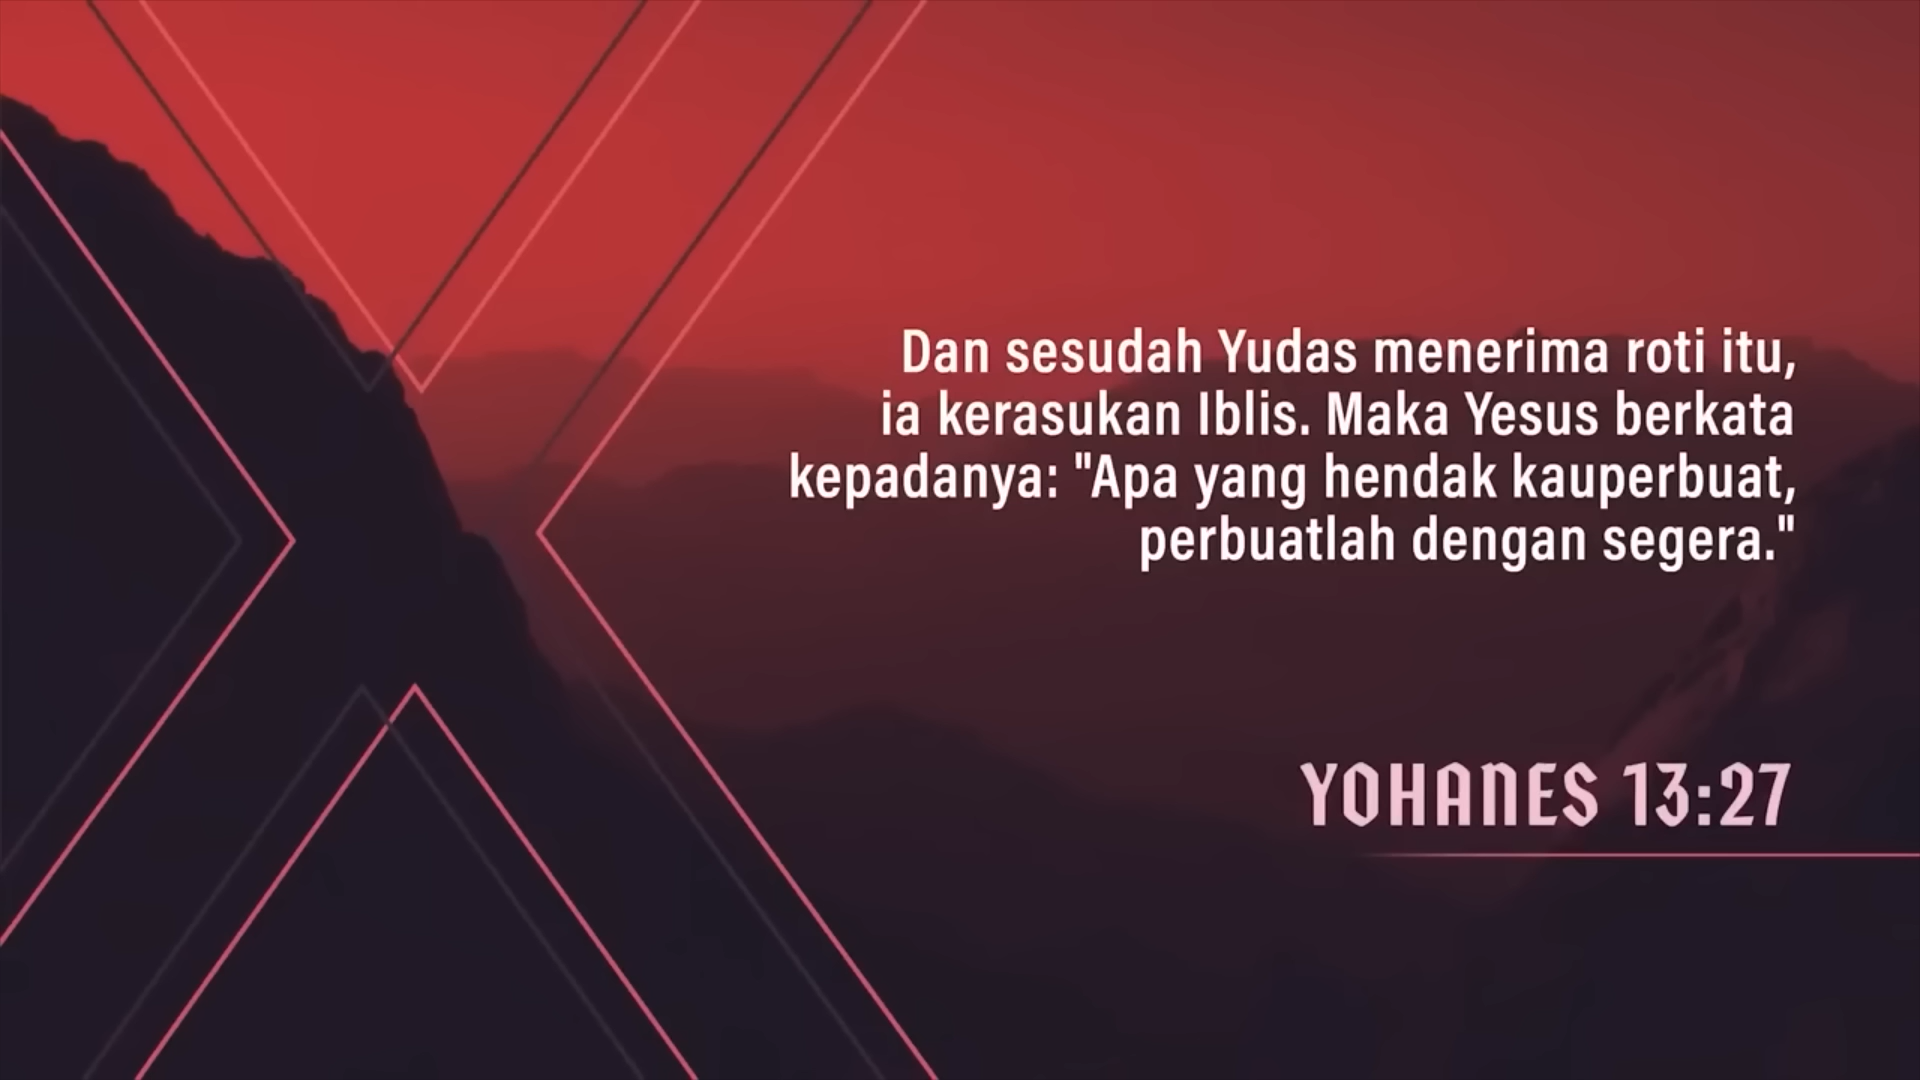 Dan sesudah Yudas menerima roti itu,
ia kerasukan Iblis. Maka Yesus berkata
kepadanya: "Apa yang hendak kauperbuat,
perbuatlah dengan segera."
YOHANES 13:27